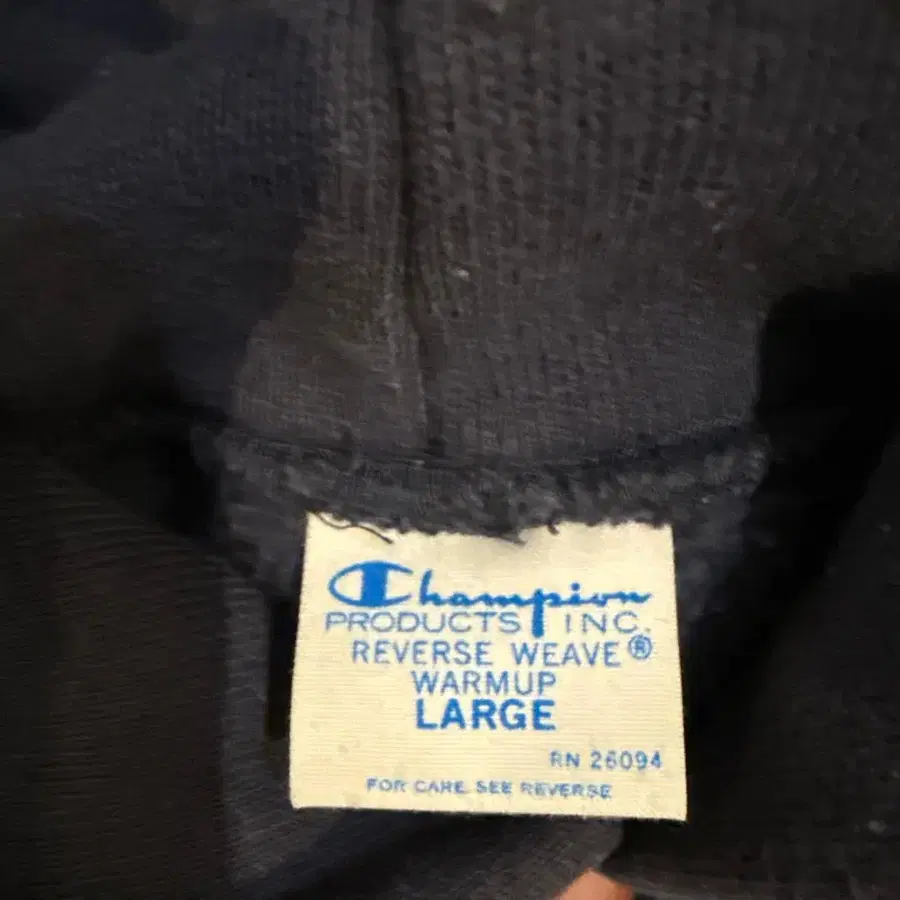 Champion
PRODUCTS INC.
REVERSE WEAVE®
WARMUP
LARGE
RN 26094
FOR CARE SEE REVERSE